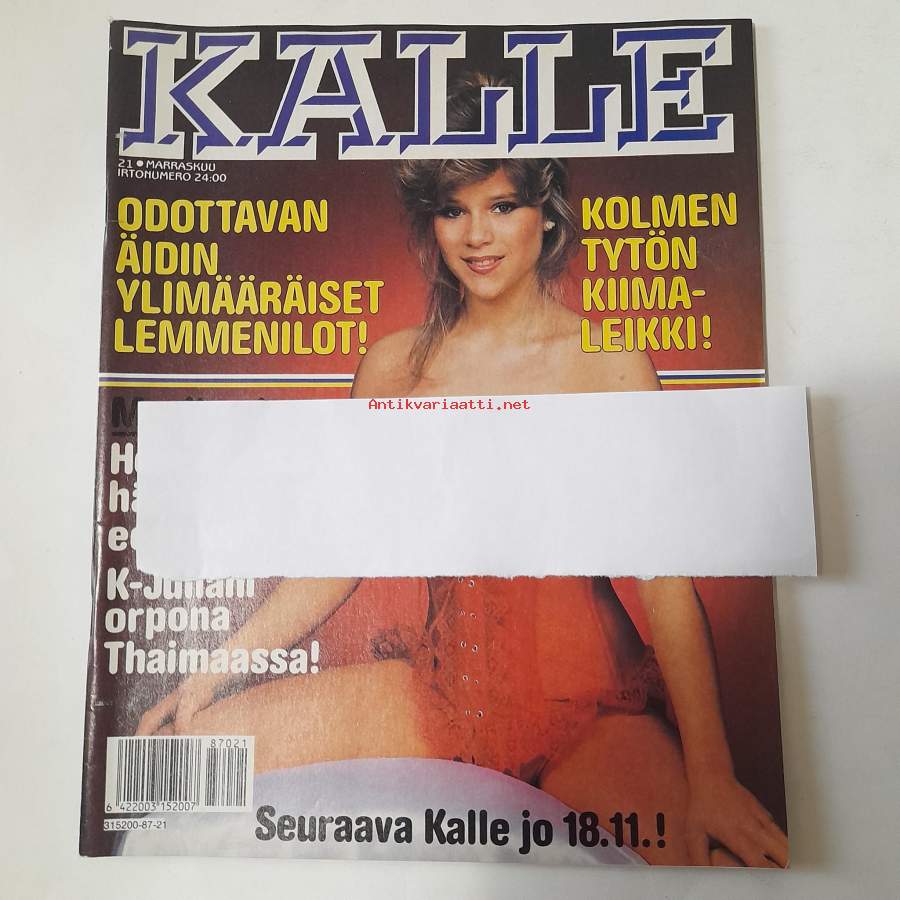 KALLE
21 • MARRASKUU
IRTONUMERO 24:00
ODOTTAVAN
ÄIDIN
YLIMÄÄRÄISET
LEMMENILOT!
KOLMEN
TYTÖN
KIIMA-
LEIKKI!
Antikvariaatti.net
orpona
Thaimaassa!
87021
6 422003 152007
315200-87-21
Seuraava Kalle jo 18.11.!